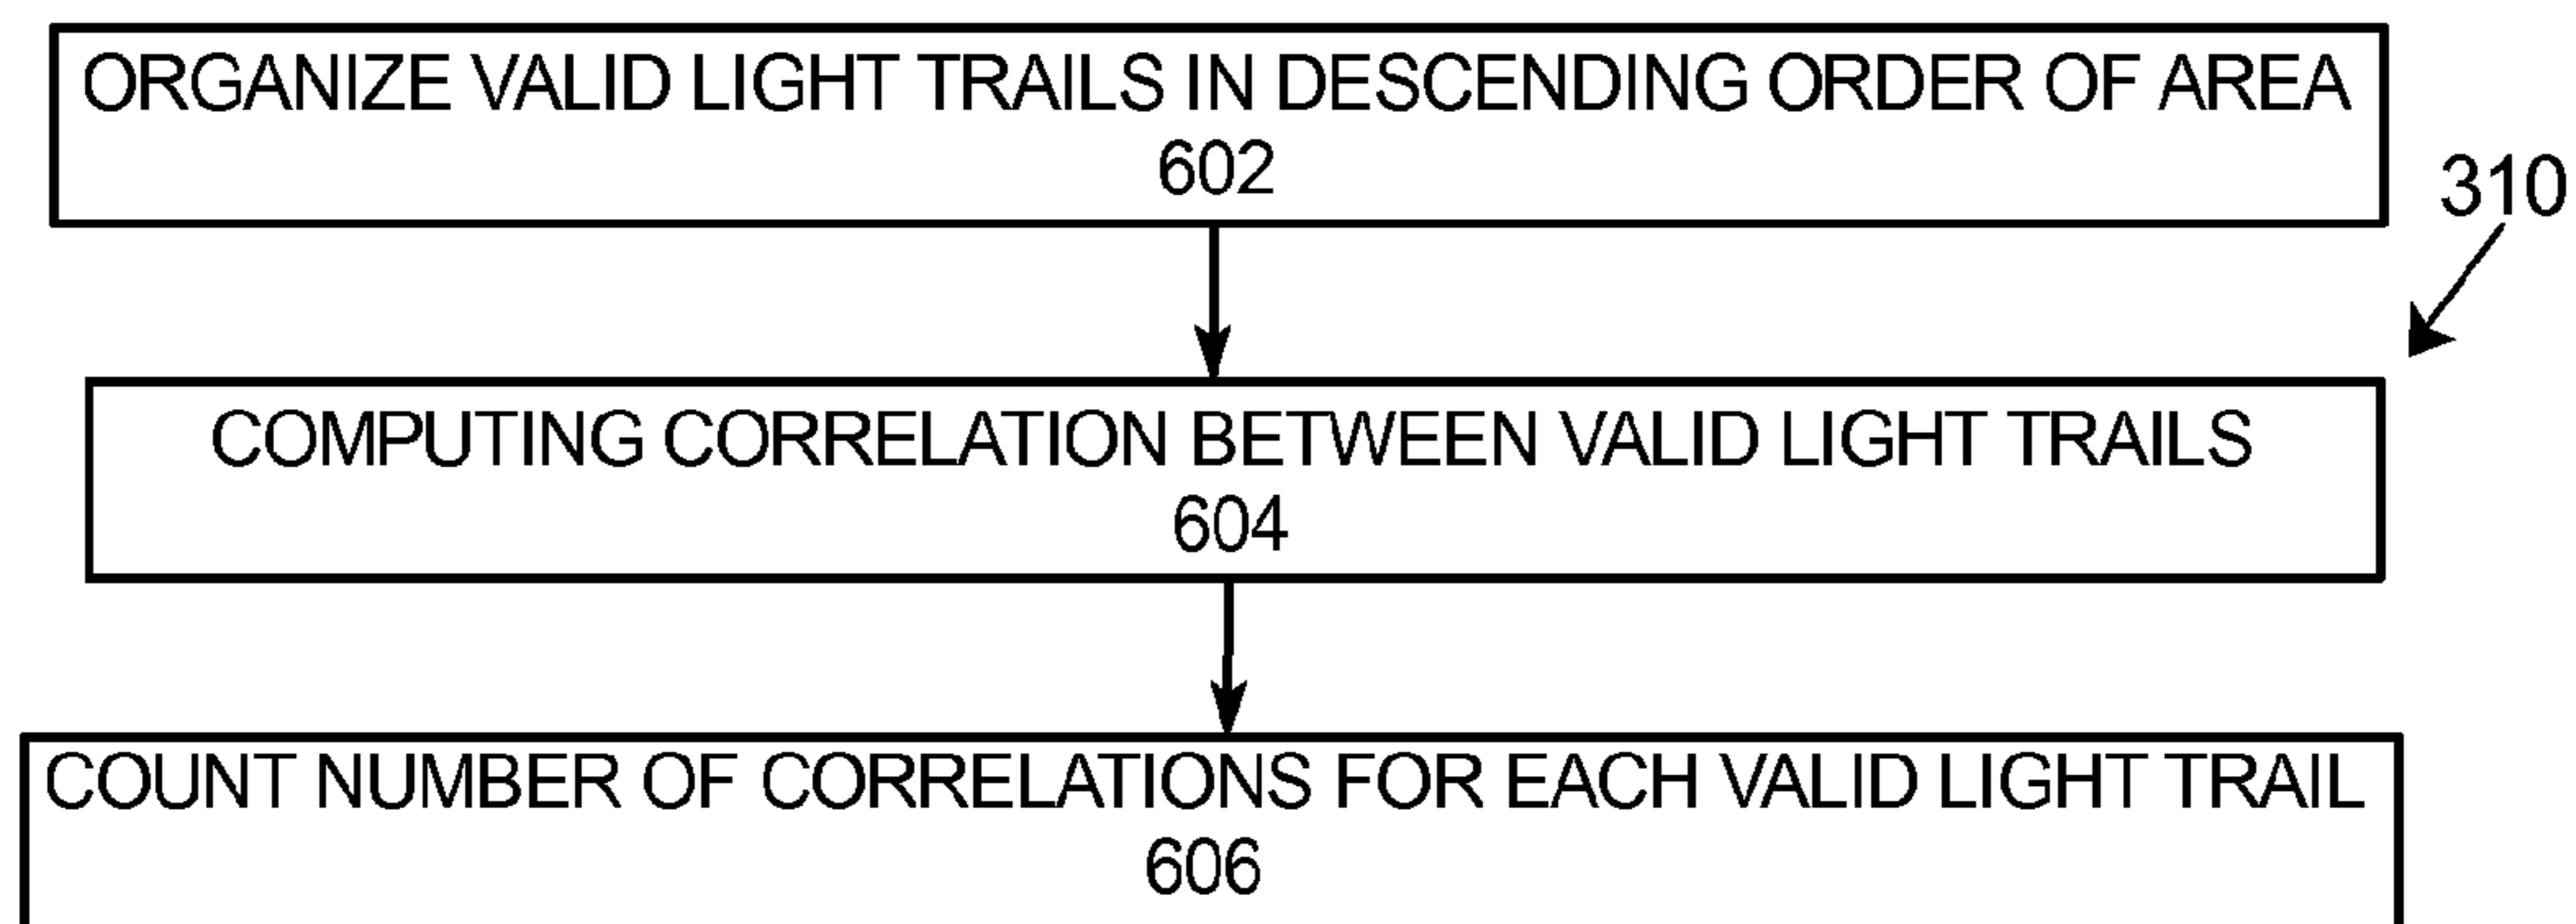 ORGANIZE VALID LIGHT TRAILS IN DESCENDING ORDER OF AREA
602
310
COMPUTING CORRELATION BETWEEN VALID LIGHT TRAILS
604
COUNT NUMBER OF CORRELATIONS FOR EACH VALID LIGHT TRAIL
606